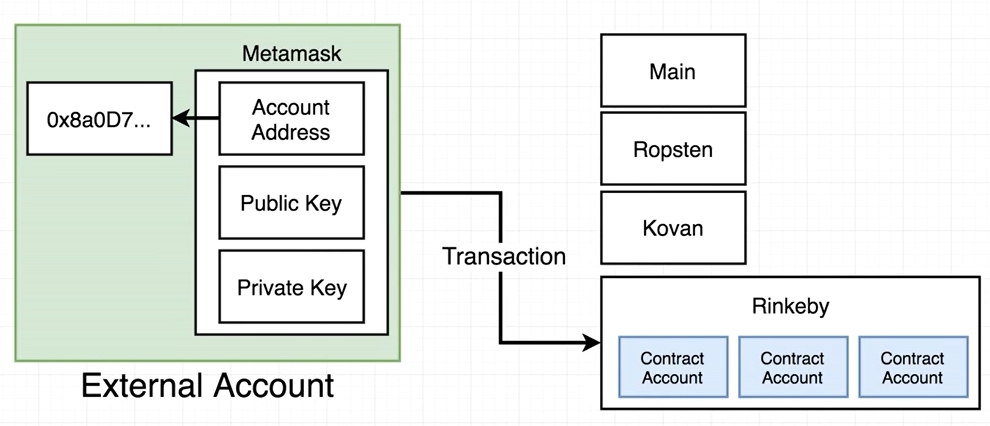 Metamask
0x8a0D7...
Account
Address
Public Key
Private Key
External Account
Transaction
Main
Ropsten
Kovan
Rinkeby
Contract
Account
Contract
Account
Contract
Account